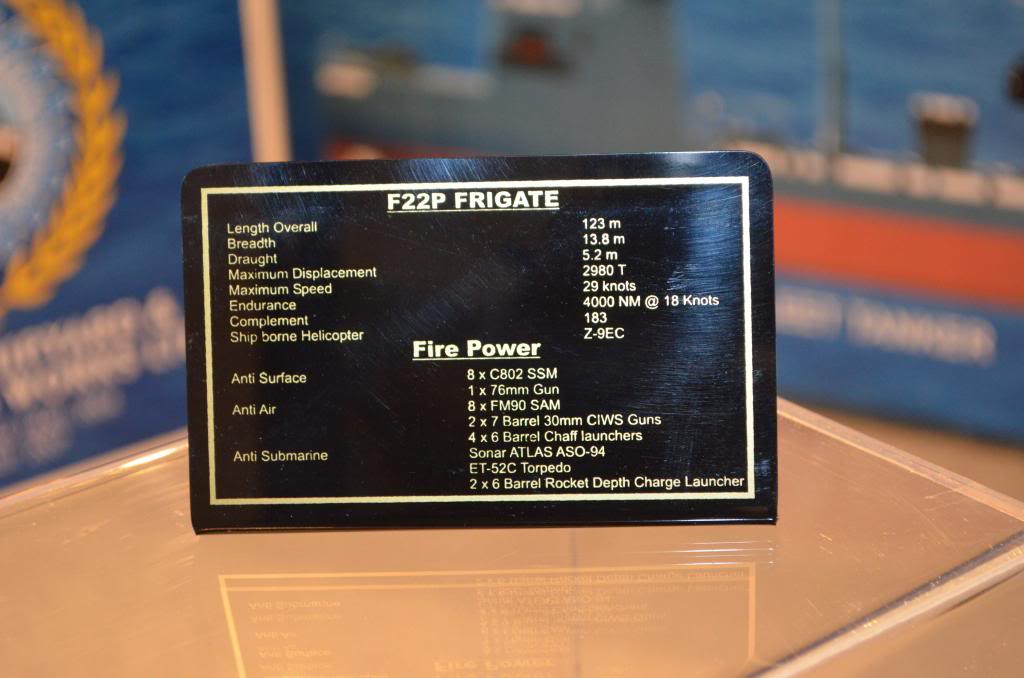 F22P FRIGATE
Length Overall 123 m
Breadth 13.8 m
Draught 5.2 m
Maximum Displacement 2980 T
Maximum Speed 29 knots
Endurance 4000 NM @ 18 Knots
Complement 183
Ship borne Helicopter Z-9EC
Fire Power
Anti Surface 8 x C802 SSM
1 x 76mm Gun
Anti Air 8 x FM90 SAM
2 x 7 Barrel 30mm CIWS Guns
4 x 6 Barrel Chaff launchers
Anti Submarine Sonar ATLAS ASO-94
ET-52C Torpedo
2 x 6 Barrel Rocket Depth Charge Launcher
TANKER